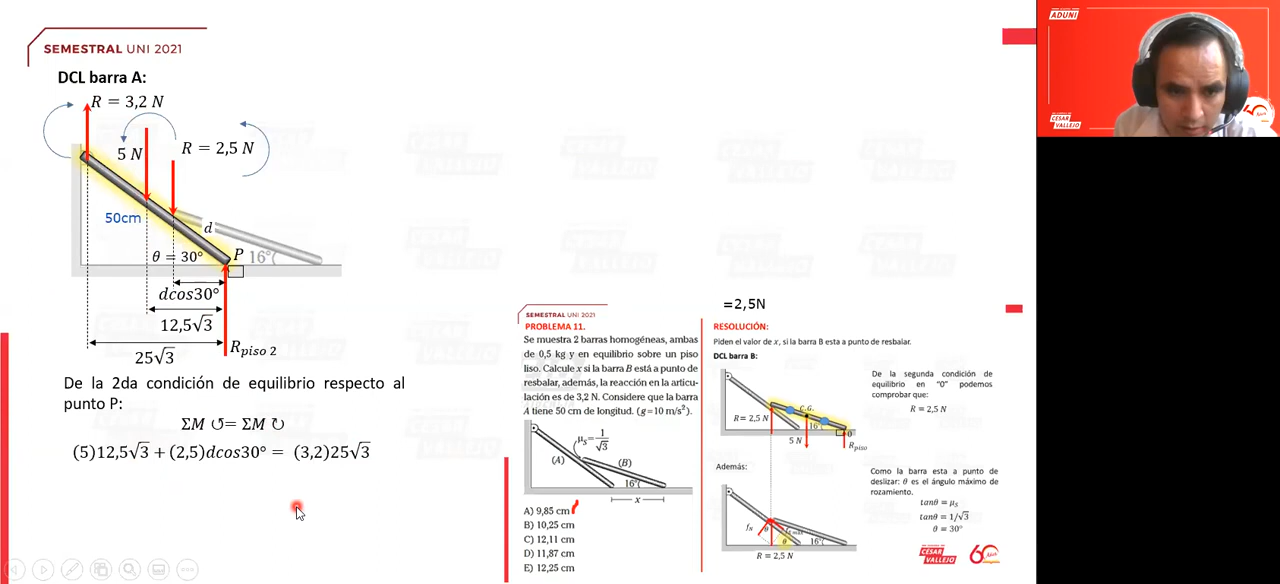 SEMESTRAL UNI 2021
DCL barra A:
R = 3,2 N
5 N
R = 2,5 N
50cm
d
θ = 30°
P
16°
dcos30°
12,5√3
25√3
R_piso 2
De la 2da condición de equilibrio respecto al
punto P:
ΣM ↺= ΣM ↻
(5)12,5√3 + (2,5)dcos30° = (3,2)25√3
=2,5N
SEMESTRAL UNI 2021
PROBLEMA 11.
Se muestra 2 barras homogéneas, ambas
de 0,5 kg y en equilibrio sobre un piso
liso. Calcule x si la barra B está a punto de
resbalar, además, la reacción en la articu-
lación es de 3,2 N. Considere que la barra
A tiene 50 cm de longitud. (g=10 m/s²).
μs=1/√3
(A)
(B)
16°
x
A) 9,85 cm
B) 10,25 cm
C) 12,11 cm
D) 11,87 cm
E) 12,25 cm
RESOLUCIÓN:
Piden el valor de x, si la barra B esta a punto de resbalar.
DCL barra B:
C.G.
R= 2,5 N
16°
O
5 N
R_piso
De la segunda condición de
equilibrio en "0" podemos
comprobar que:
R = 2,5 N
Además:
f_N
θ
θ
16°
R = 2,5 N
Como la barra esta a punto de
deslizar: θ es el ángulo máximo de
rozamiento.
tanθ = μs
tanθ = 1/√3
θ = 30°
CESAR
VALLEJO
60
ADUNI
CESAR
VALLEJO